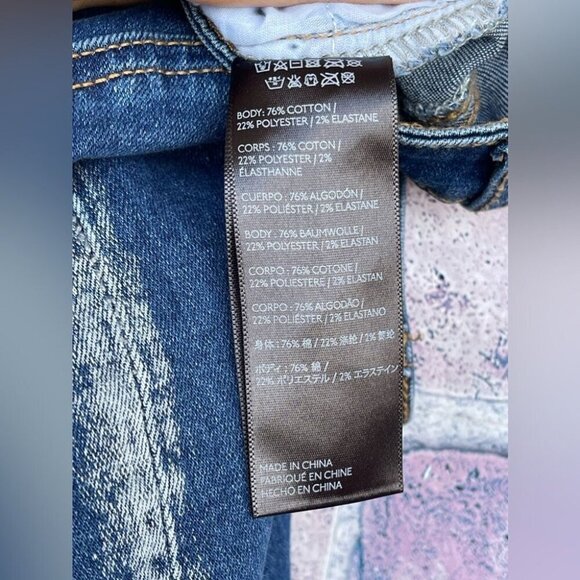 BODY: 76% COTTON /
22% POLYESTER / 2% ELASTANE
CORPS : 76% COTON /
22% POLYESTER / 2%
ÉLASTHANNE
CUERPO : 76% ALGODÓN /
22% POLIÉSTER / 2% ELASTANE
BODY : 76% BAUMWOLLE /
22% POLYESTER / 2% ELASTAN
CORPO : 76% COTONE /
22% POLIESTERE / 2% ELASTAN
CORPO : 76% ALGODÃO /
22% POLIÉSTER / 2% ELASTANO
身体 : 76% 棉 / 22% 涤纶 / 2% 氨纶
ボディ : 76% 綿 /
22% ポリエステル / 2% エラステイン
MADE IN CHINA
FABRIQUÉ EN CHINE
HECHO EN CHINA